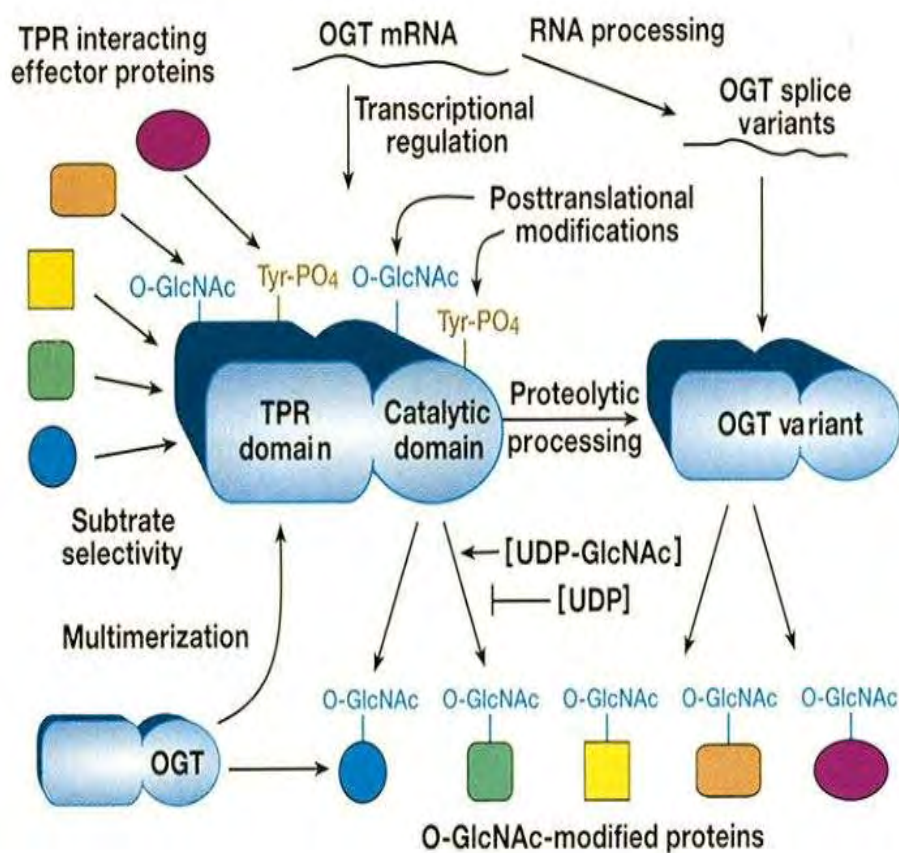 TPR interacting
effector proteins
OGT mRNA
RNA processing
OGT splice
variants
Transcriptional
regulation
Posttranslational
modifications
O-GlcNAc
Tyr-PO4
O-GlcNAc
Tyr-PO4
TPR
domain
Catalytic
domain
Proteolytic
processing
OGT variant
Subtrate
selectivity
[UDP-GlcNAc]
[UDP]
Multimerization
OGT
O-GlcNAc
O-GlcNAc
O-GlcNAc
O-GlcNAc
O-GlcNAc
O-GlcNAc-modified proteins